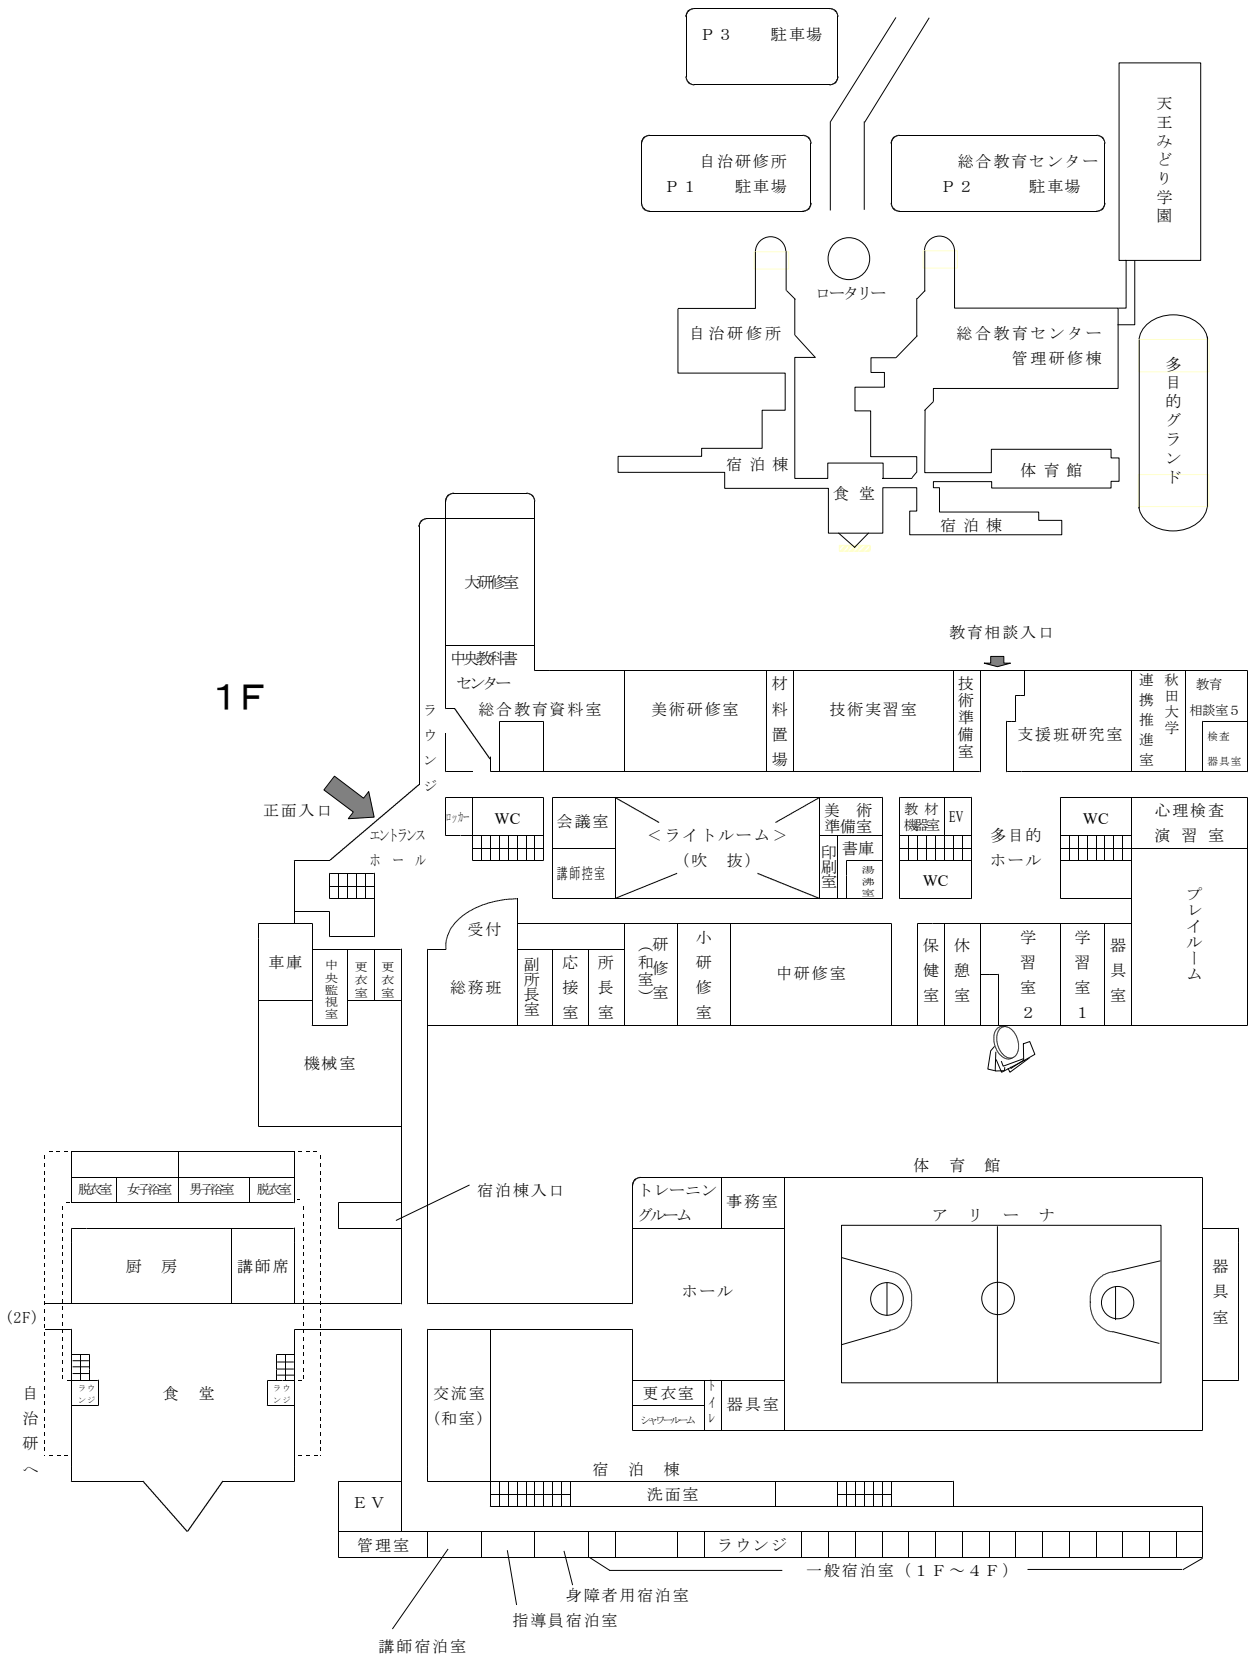 Ｐ３　駐車場
自治研修所
Ｐ１　駐車場
総合教育センター
Ｐ２　駐車場
天王みどり学園
ロータリー
自治研修所
総合教育センター
管理研修棟
多目的グランド
宿泊棟
食堂
体育館
宿泊棟
１Ｆ
大研修室
中央教科書
センター
総合教育資料室
ラウンジ
美術研修室
材料置場
技術実習室
技術準備室
教育相談入口
支援班研究室
秋田大学
連携推進室
教育
相談室５
検査
器具室
正面入口
エントランス
ホール
ロッカー
WC
会議室
講師控室
＜ライトルーム＞
（吹抜）
美術
準備室
印刷室
書庫
湯沸室
教材
機器室
EV
WC
多目的
ホール
WC
心理検査
演習室
プレイルーム
受付
総務班
副所長室
応接室
所長室
研修室
（和室）
小研修室
中研修室
保健室
休憩室
学習室２
学習室１
器具室
車庫
中央監視室
更衣室
更衣室
機械室
脱衣室
女子浴室
男子浴室
脱衣室
宿泊棟入口
厨房
講師席
(2F)
自治研へ
ラウンジ
食堂
ラウンジ
体育館
トレーニン
グルーム
事務室
アリーナ
ホール
器具室
更衣室
シャワールーム
トイレ
器具室
交流室
（和室）
宿泊棟
洗面室
ＥＶ
管理室
ラウンジ
一般宿泊室（１Ｆ～４Ｆ）
身障者用宿泊室
指導員宿泊室
講師宿泊室